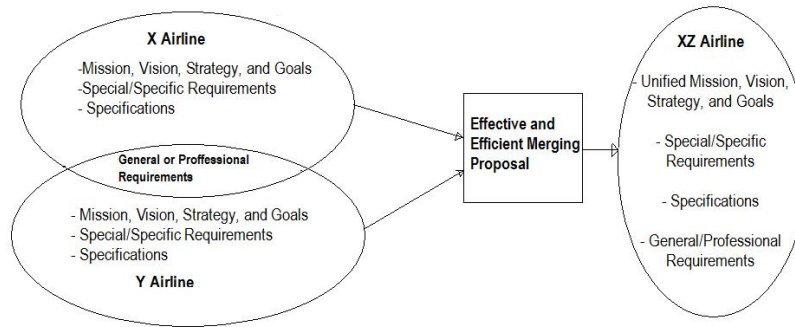 X Airline
-Mission, Vision, Strategy, and Goals
-Special/Specific Requirements
- Specifications
General or Proffessional
Requirements
- Mission, Vision, Strategy, and Goals
- Special/Specific Requirements
- Specifications
Y Airline
Effective and
Efficient Merging
Proposal
XZ Airline
- Unified Mission, Vision,
Strategy, and Goals
- Special/Specific
Requirements
- Specifications
- General/Professional
Requirements